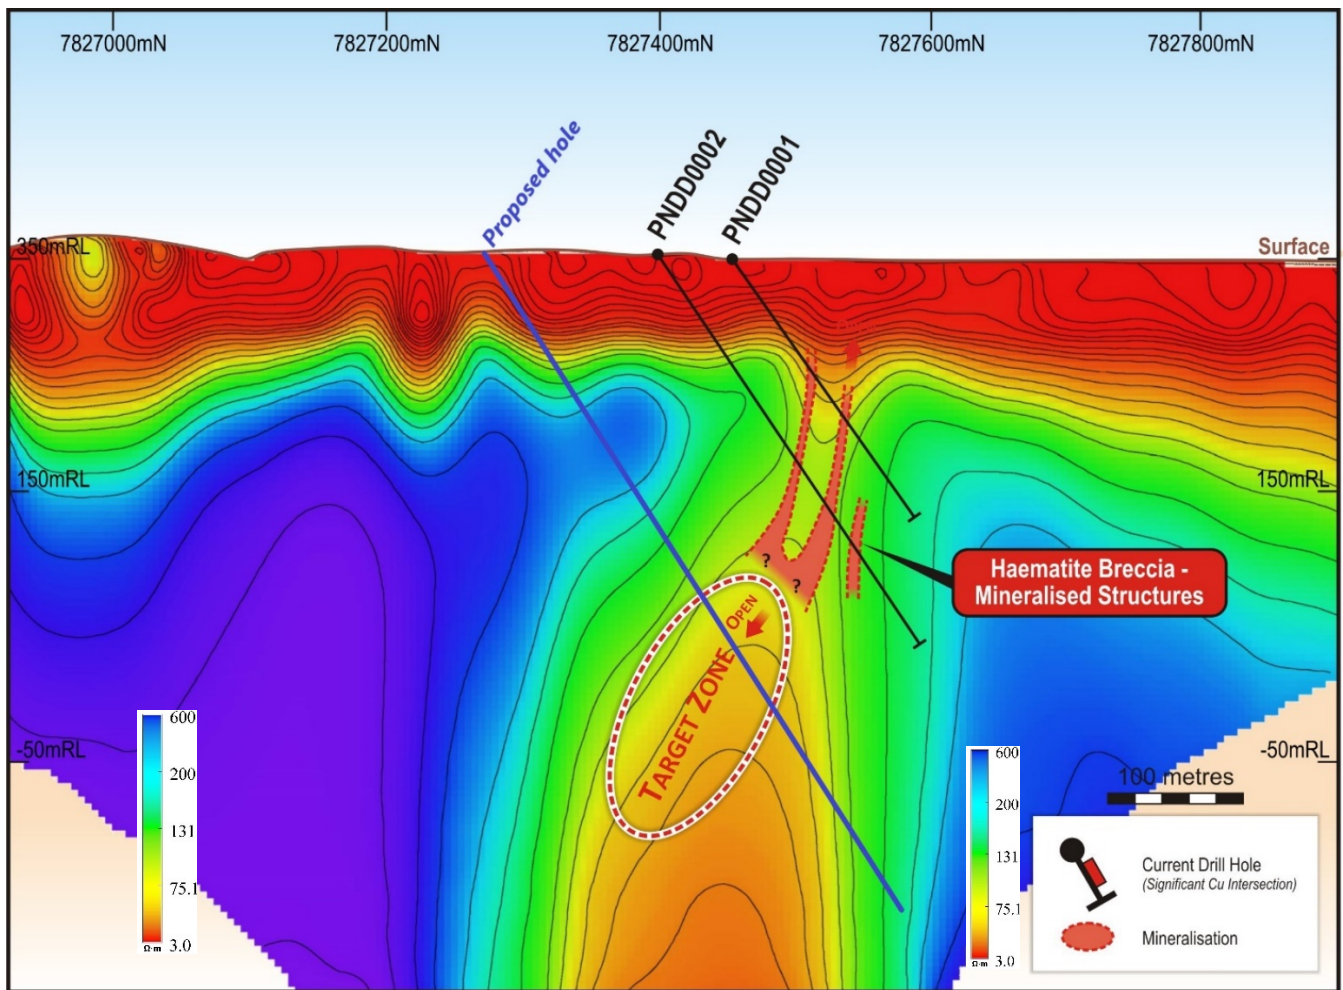 7827000mN
7827200mN
7827400mN
7827600mN
7827800mN
Proposed hole
PNDD0002
PNDD0001
350mRL
Surface
150mRL
150mRL
?
?
Haematite Breccia -
Mineralised Structures
OPEN
TARGET ZONE
-50mRL
-50mRL
600
200
131
75.1
Ω·m 3.0
600
200
131
75.1
Ω·m 3.0
100 metres
Current Drill Hole
(Significant Cu Intersection)
Mineralisation